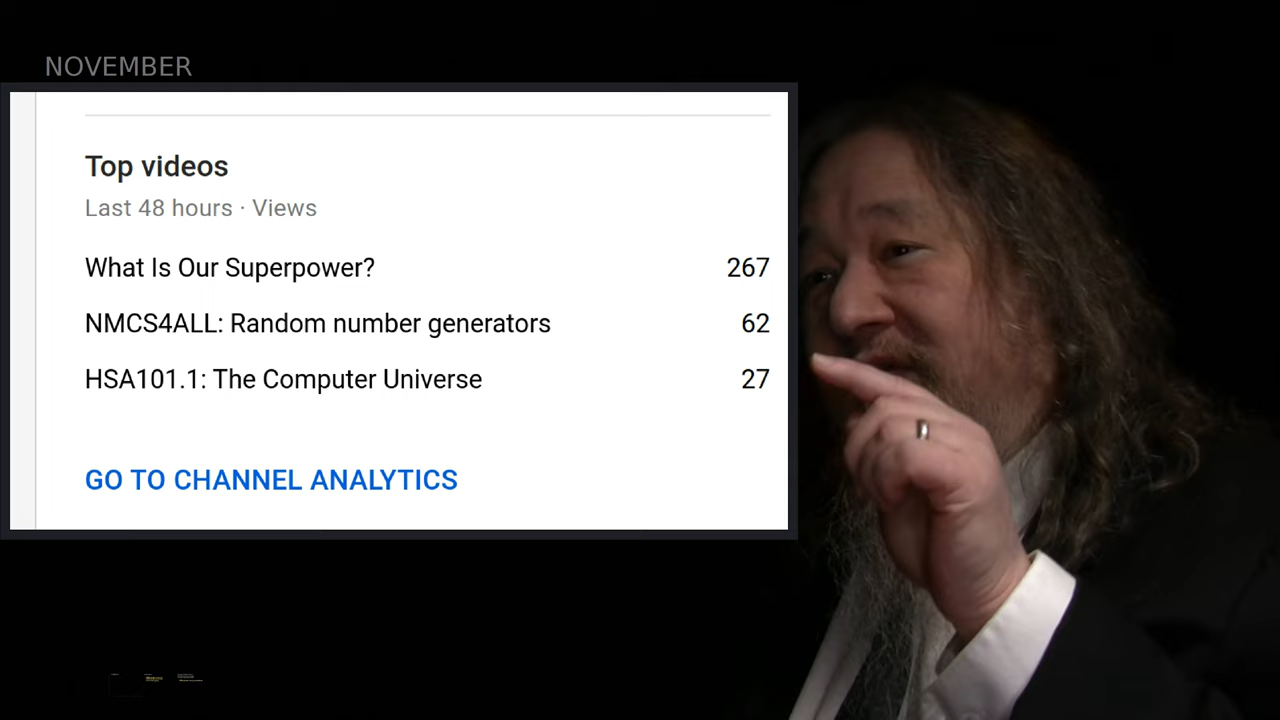 NOVEMBER
Top videos
Last 48 hours · Views
What Is Our Superpower? 267
NMCS4ALL: Random number generators 62
HSA101.1: The Computer Universe 27
GO TO CHANNEL ANALYTICS